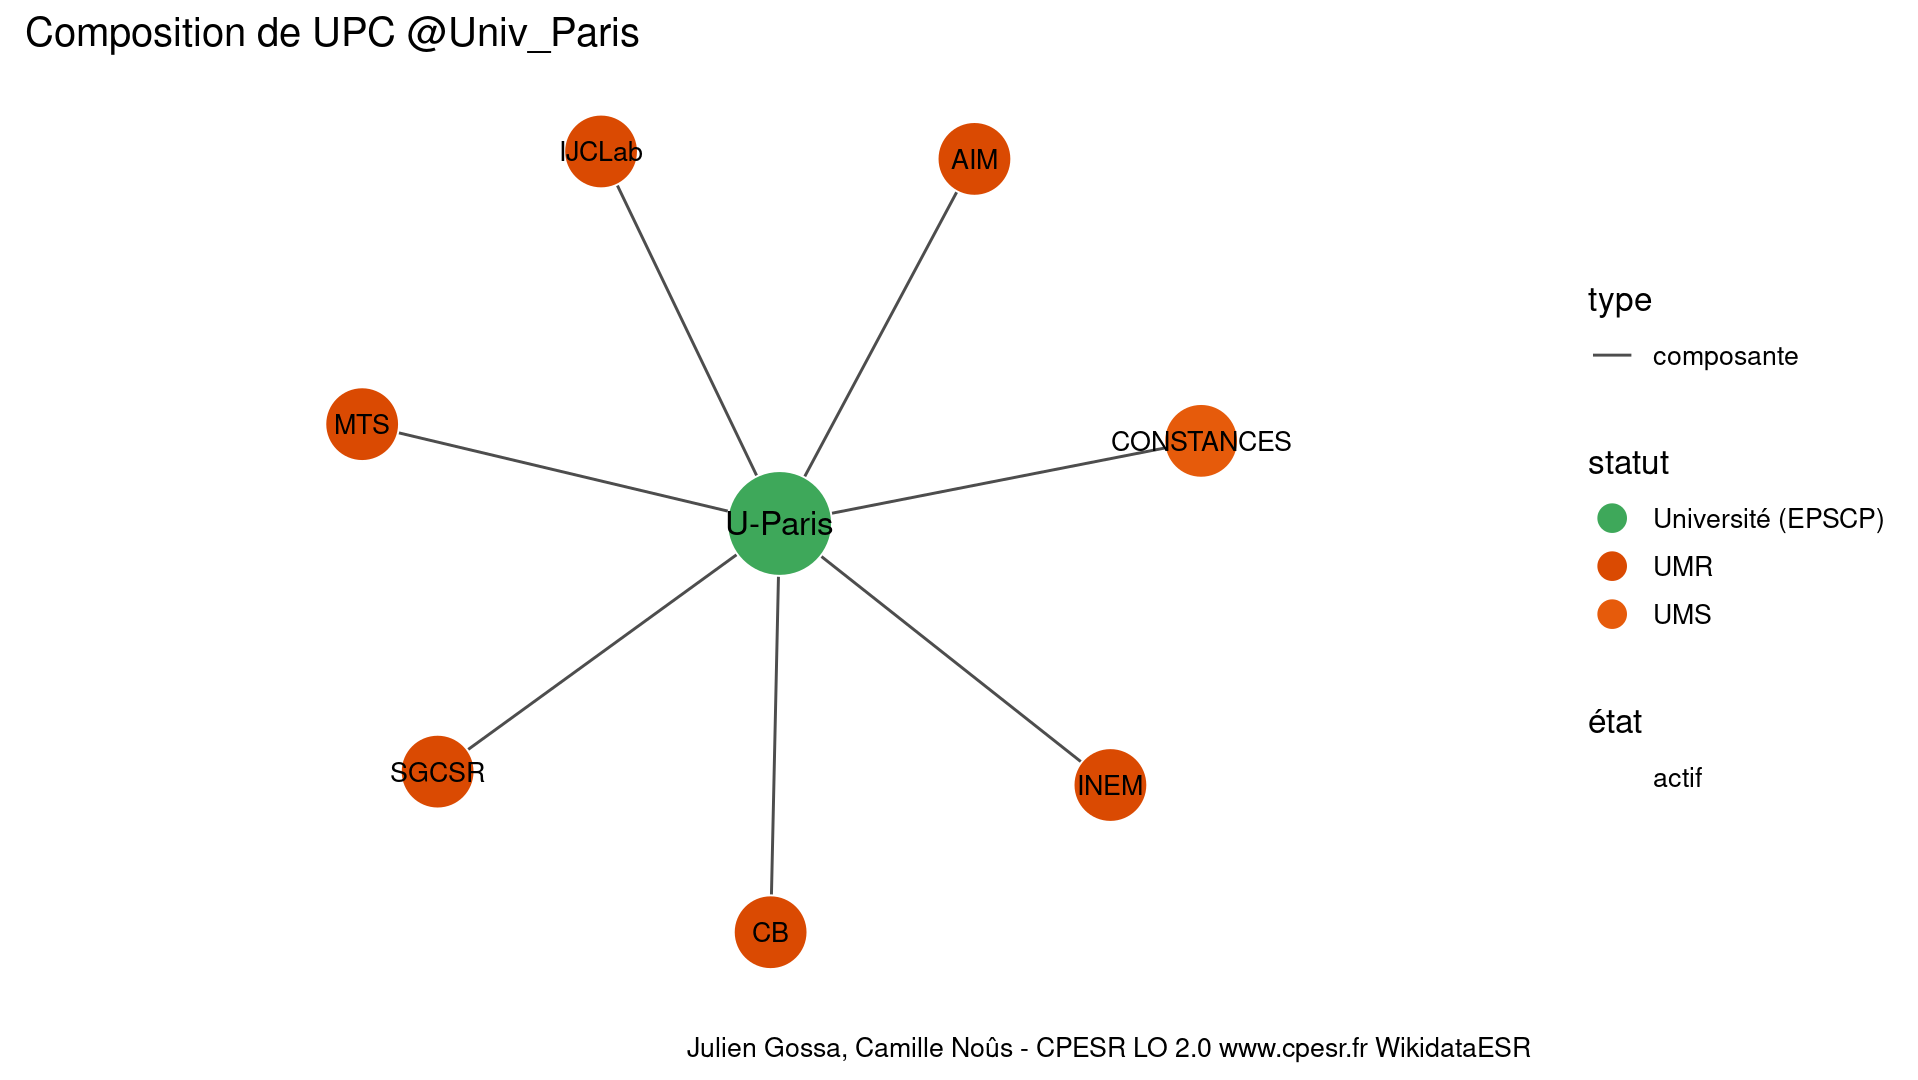 Composition de UPC @Univ_Paris
IJCLab
AIM
MTS
CONSTANCES
U-Paris
SGCSR
INEM
CB
type
composante
statut
Université (EPSCP)
UMR
UMS
état
actif
Julien Gossa, Camille Noûs - CPESR LO 2.0 www.cpesr.fr WikidataESR